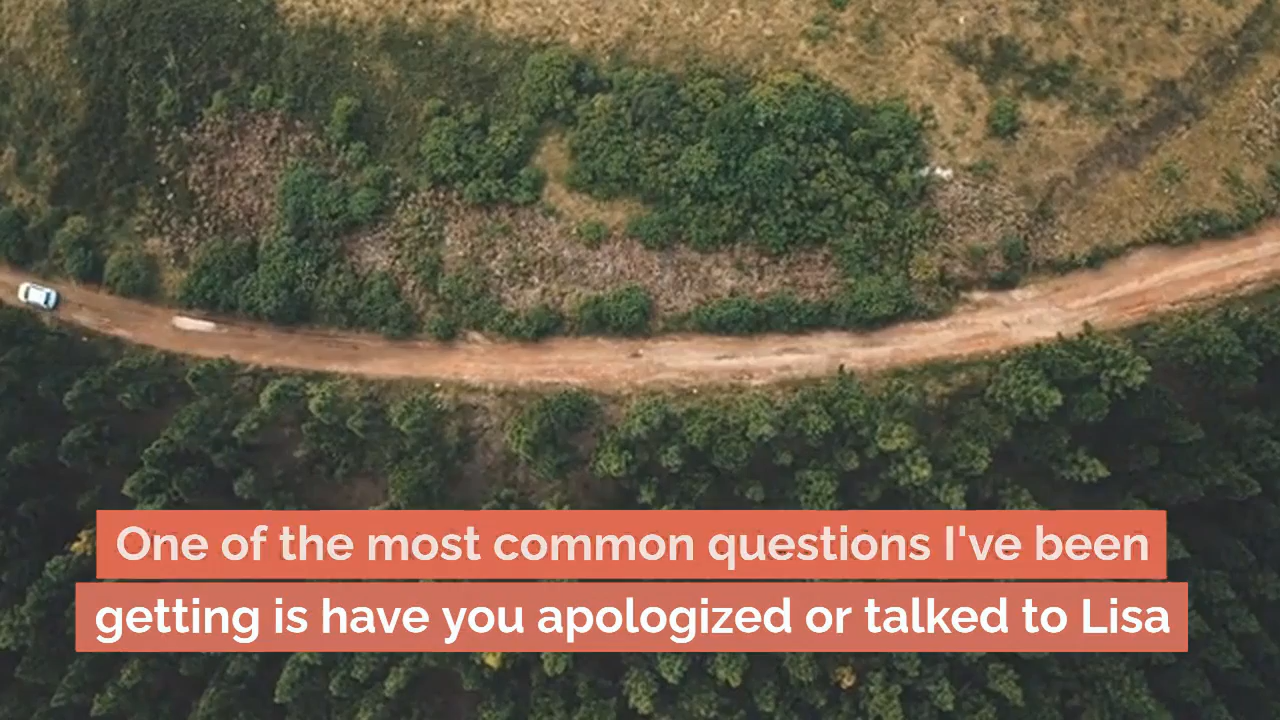 One of the most common questions I've been
getting is have you apologized or talked to Lisa